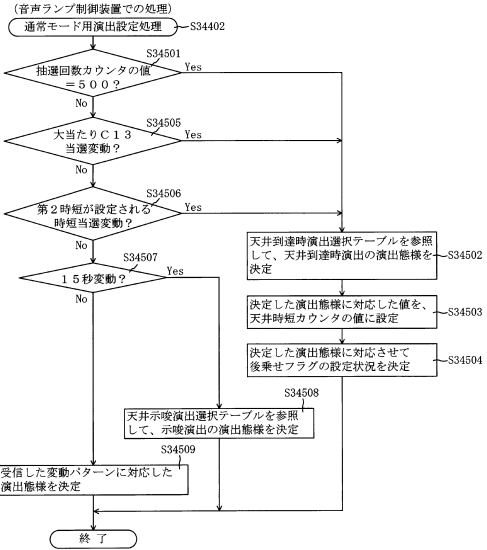 (音声ランプ制御装置での処理)
通常モード用演出設定処理
S34402
S34501
抽選回数カウンタの値
=500?
Yes
No
S34505
大当たりC13
当選変動?
Yes
No
S34506
第2時短が設定される
時短当選変動?
Yes
No
S34507
15秒変動?
Yes
No
天井到達時演出選択テーブルを参照
して、天井到達時演出の演出態様を
決定
S34502
決定した演出態様に対応した値を、
天井時短カウンタの値に設定
S34503
決定した演出態様に対応させて
後乗せフラグの設定状況を決定
S34504
S34508
天井示唆演出選択テーブルを参照
して、示唆演出の演出態様を決定
S34509
受信した変動パターンに対応した
演出態様を決定
終了